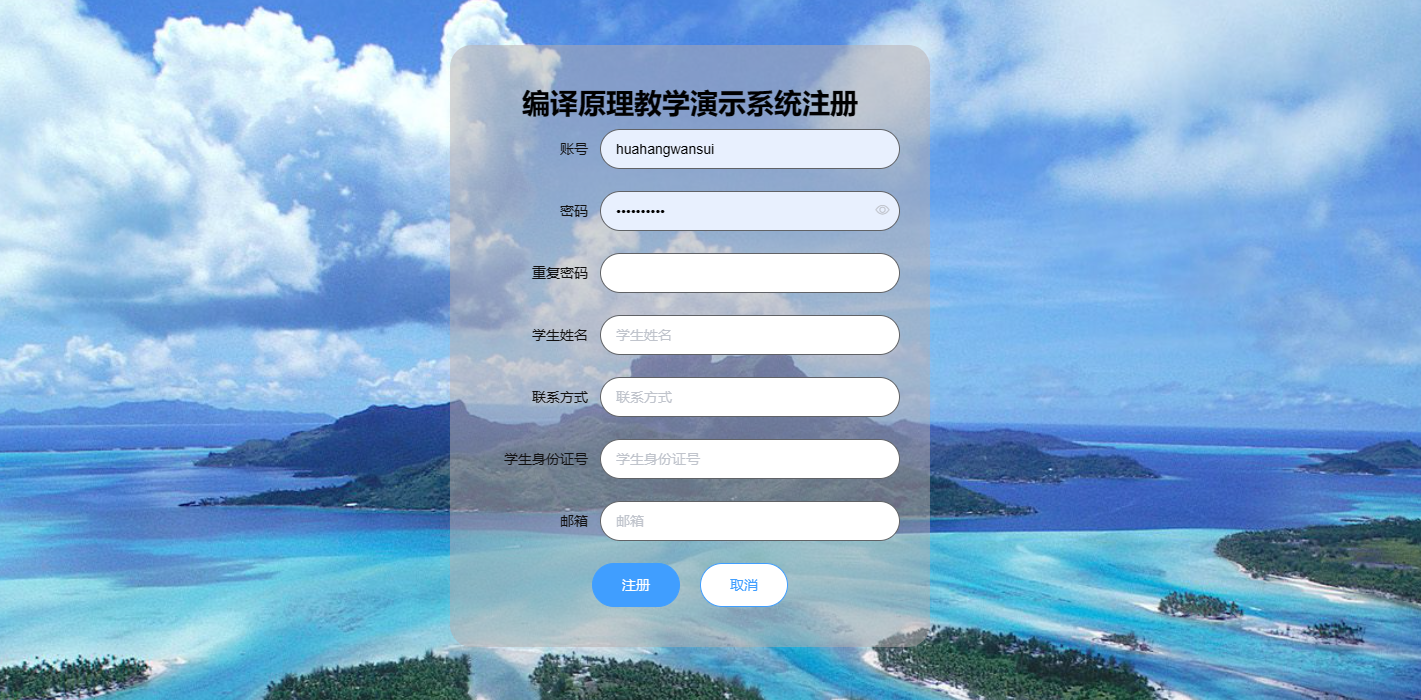 编译原理教学演示系统注册
账号 huahangwansui
密码 ••••••••••
重复密码
学生姓名 学生姓名
联系方式 联系方式
学生身份证号 学生身份证号
邮箱 邮箱
注册 取消